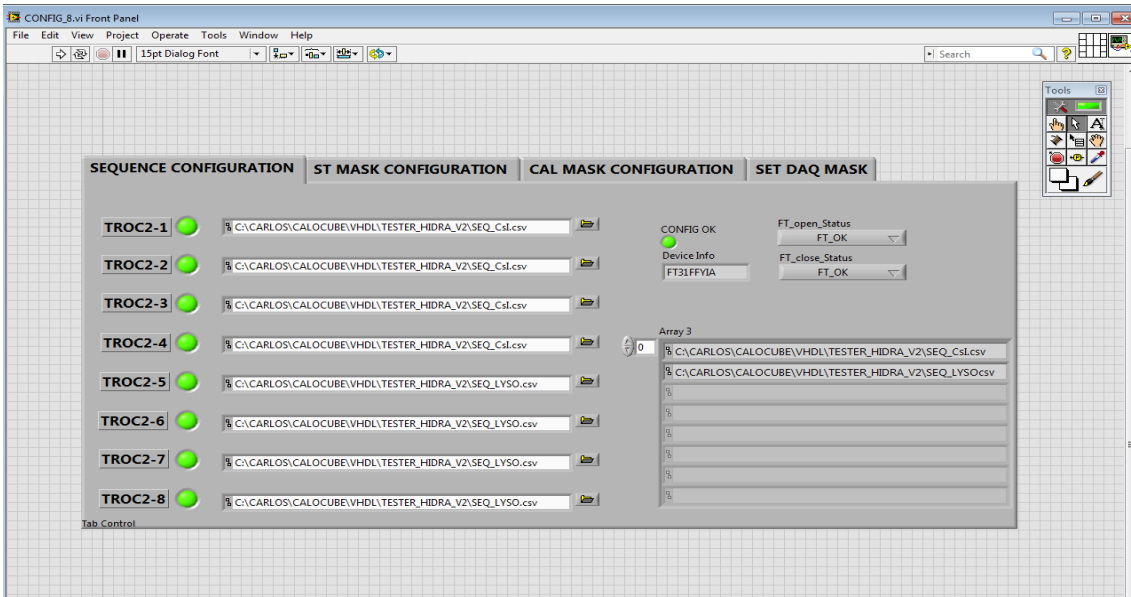 CONFIG_8.vi Front Panel
File Edit View Project Operate Tools Window Help
15pt Dialog Font
Search
Tools
SEQUENCE CONFIGURATION ST MASK CONFIGURATION CAL MASK CONFIGURATION SET DAQ MASK
TROC2-1 C:\CARLOS\CALOCUBE\VHDL\TESTER_HIDRA_V2\SEQ_CsI.csv
TROC2-2 C:\CARLOS\CALOCUBE\VHDL\TESTER_HIDRA_V2\SEQ_CsI.csv
TROC2-3 C:\CARLOS\CALOCUBE\VHDL\TESTER_HIDRA_V2\SEQ_CsI.csv
TROC2-4 C:\CARLOS\CALOCUBE\VHDL\TESTER_HIDRA_V2\SEQ_CsI.csv
TROC2-5 C:\CARLOS\CALOCUBE\VHDL\TESTER_HIDRA_V2\SEQ_LYSO.csv
TROC2-6 C:\CARLOS\CALOCUBE\VHDL\TESTER_HIDRA_V2\SEQ_LYSO.csv
TROC2-7 C:\CARLOS\CALOCUBE\VHDL\TESTER_HIDRA_V2\SEQ_LYSO.csv
TROC2-8 C:\CARLOS\CALOCUBE\VHDL\TESTER_HIDRA_V2\SEQ_LYSO.csv
CONFIG OK
Device Info
FT31FFYIA
FT_open_Status
FT_OK
FT_close_Status
FT_OK
Array 3
0 C:\CARLOS\CALOCUBE\VHDL\TESTER_HIDRA_V2\SEQ_CsI.csv
C:\CARLOS\CALOCUBE\VHDL\TESTER_HIDRA_V2\SEQ_LYSOcsv
Tab Control